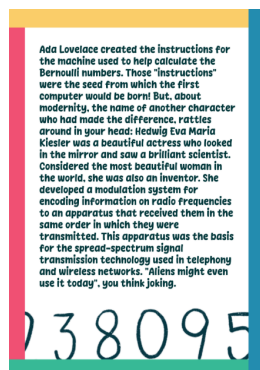 Ada Lovelace created the instructions for
the machine used to help calculate the
Bernoulli numbers. Those "instructions"
were the seed from which the first
computer would be born! But, about
modernity, the name of another character
who had made the difference, rattles
around in your head: Hedwig Eva Maria
Kiesler was a beautiful actress who looked
in the mirror and saw a brilliant scientist.
Considered the most beautiful woman in
the world, she was also an inventor. She
developed a modulation system for
encoding information on radio frequencies
to an apparatus that received them in the
same order in which they were
transmitted. This apparatus was the basis
for the spread-spectrum signal
transmission technology used in telephony
and wireless networks. "Aliens might even
use it today", you think joking.
738095